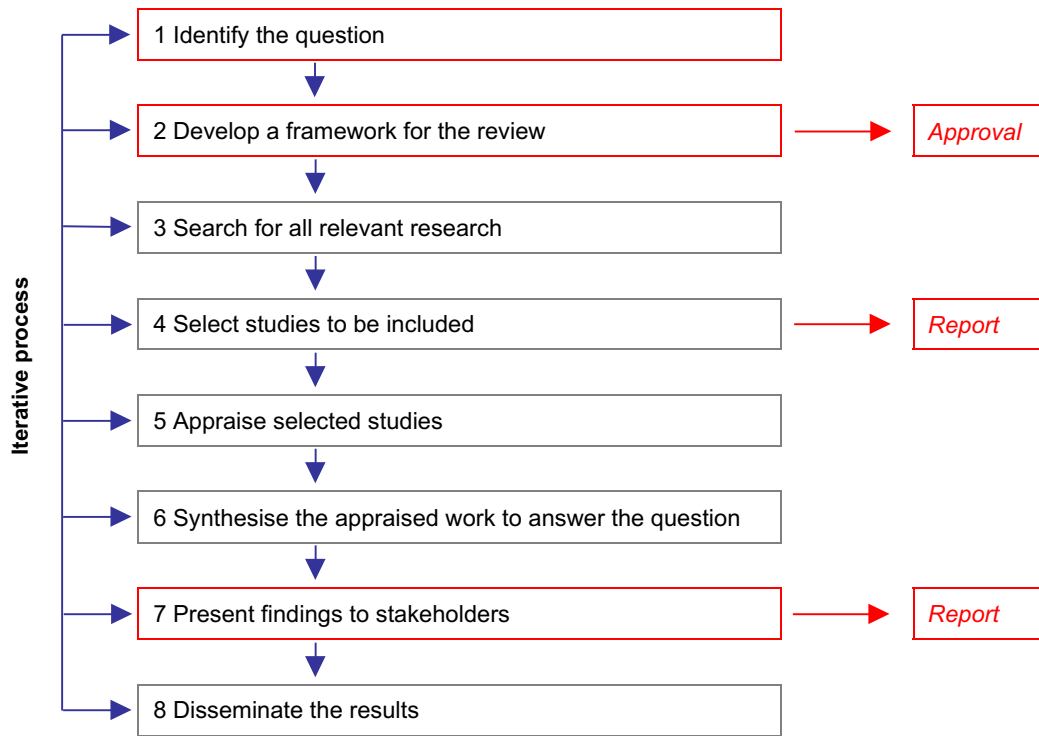 1 Identify the question
2 Develop a framework for the review
Approval
3 Search for all relevant research
4 Select studies to be included
Report
Iterative process
5 Appraise selected studies
6 Synthesise the appraised work to answer the question
7 Present findings to stakeholders
Report
8 Disseminate the results